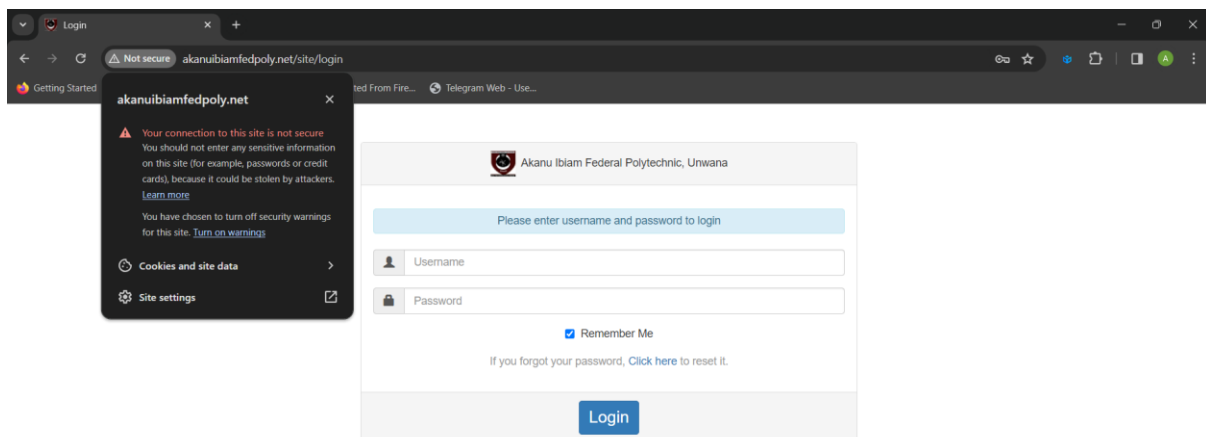 Login
Not secure akanuibiamfedpoly.net/site/login
A
Getting Started
ted From Fire...
Telegram Web - Use...
akanuibiamfedpoly.net
Your connection to this site is not secure
You should not enter any sensitive information
on this site (for example, passwords or credit
cards), because it could be stolen by attackers.
Learn more
You have chosen to turn off security warnings
for this site. Turn on warnings
Cookies and site data
Site settings
Akanu Ibiam Federal Polytechnic, Unwana
Please enter username and password to login
Username
Password
Remember Me
If you forgot your password, Click here to reset it.
Login